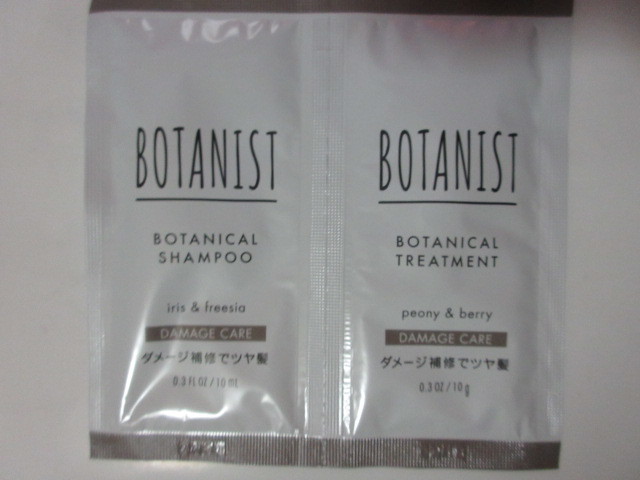 BOTANIST
BOTANICAL
SHAMPOO
iris & freesia
DAMAGE CARE
ダメージ補修でツヤ髪
0.3 FL OZ / 10 mL
BOTANIST
BOTANICAL
TREATMENT
peony & berry
DAMAGE CARE
ダメージ補修でツヤ髪
0.3 OZ / 10g